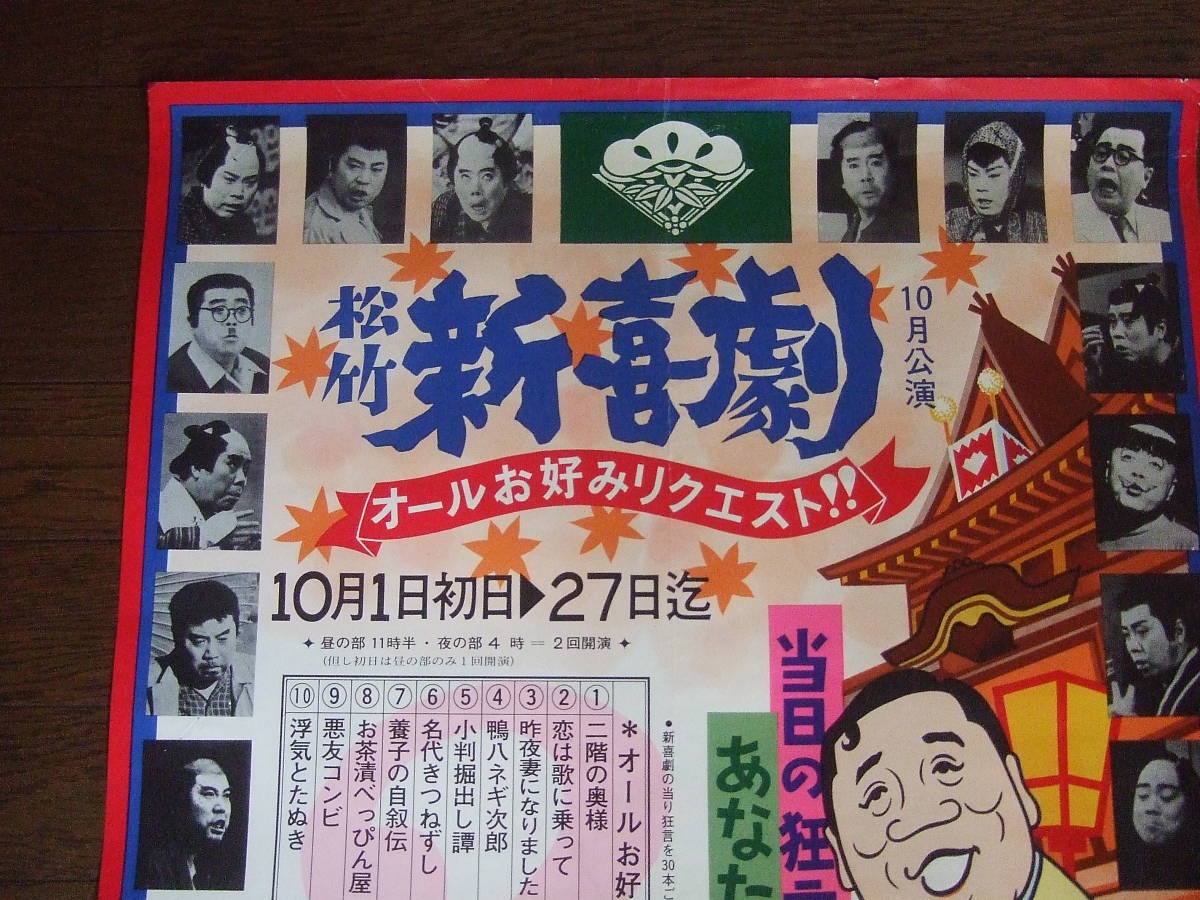 松竹
新喜劇
10月公演
オールお好みリクエスト!!
10月1日初日▶27日迄
✦昼の部11時半・夜の部4時＝2回開演✦
(但し初日は昼の部のみ1回開演)
●新喜劇の当り狂言を30本ご
＊オールお好
①二階の奥様
②恋は歌に乗って
③昨夜妻になりました
④鴨八ネギ次郎
⑤小判掘出し譚
⑥名代きつねずし
⑦養子の自叙伝
⑧お茶漬べっぴん屋
⑨悪友コンビ
⑩浮気とたぬき
当日の狂言
あなた